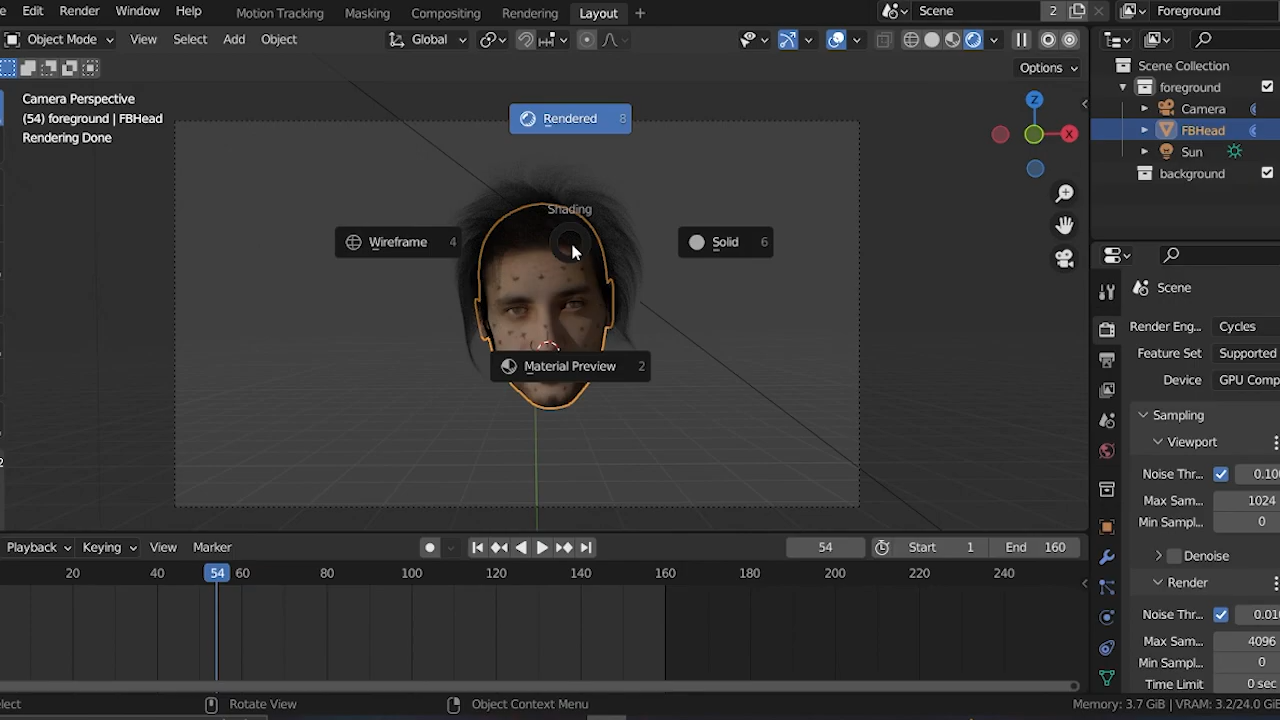 Edit Render Window Help Motion Tracking Masking Compositing Rendering Layout + Scene 2 Foreground
Object Mode View Select Add Object Global
Options
Camera Perspective
(54) foreground | FBHead
Rendering Done
Rendered 8
Shading
Wireframe 4
Solid 6
Material Preview 2
Z
X
Scene Collection
foreground
Camera
FBHead
Sun
background
Scene
Render Eng... Cycles
Feature Set Supported
Device GPU Comp
Sampling
Viewport
Noise Thr... 0.100
Max Sam... 1024
Min Sampl... 0
Denoise
Render
Noise Thr... 0.010
Max Sam... 4096
Min Sampl... 0
Time Limit 0 sec
Playback Keying View Marker 54 Start 1 End 160
20 40 54 60 80 100 120 140 160 180 200 220 240
Rotate View Object Context Menu Memory: 3.7 GiB | VRAM: 3.2/24.0 Gi